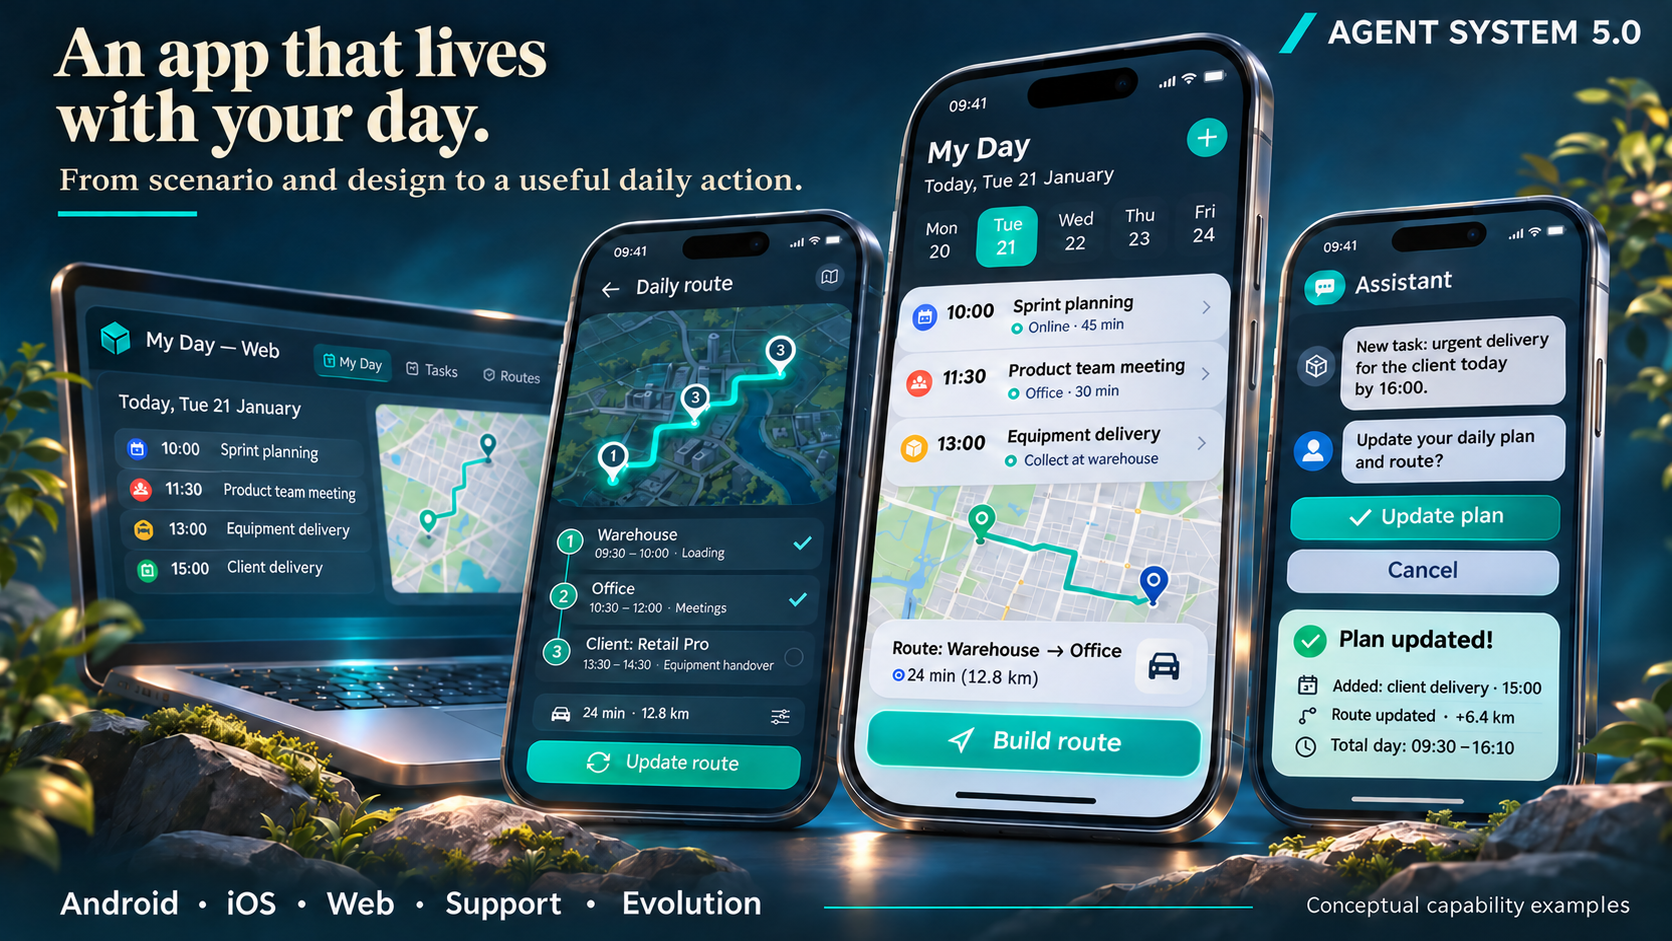 An app that lives
with your day.
From scenario and design to a useful daily action.
AGENT SYSTEM 5.0
My Day — Web
My Day
Tasks
Routes
Today, Tue 21 January
10:00 Sprint planning
11:30 Product team meeting
13:00 Equipment delivery
15:00 Client delivery
09:41
Daily route
3
3
1
1 Warehouse
09:30 – 10:00 · Loading
2 Office
10:30 – 12:00 · Meetings
3 Client: Retail Pro
13:30 – 14:30 · Equipment handover
24 min · 12.8 km
Update route
09:41
My Day
Today, Tue 21 January
Mon Tue Wed Thu Fri
20 21 22 23 24
10:00 Sprint planning
Online · 45 min
11:30 Product team meeting
Office · 30 min
13:00 Equipment delivery
Collect at warehouse
Route: Warehouse → Office
24 min (12.8 km)
Build route
09:41
Assistant
New task: urgent delivery
for the client today
by 16:00.
Update your daily plan
and route?
Update plan
Cancel
Plan updated!
Added: client delivery · 15:00
Route updated · +6.4 km
Total day: 09:30 – 16:10
Android · iOS · Web · Support · Evolution
Conceptual capability examples